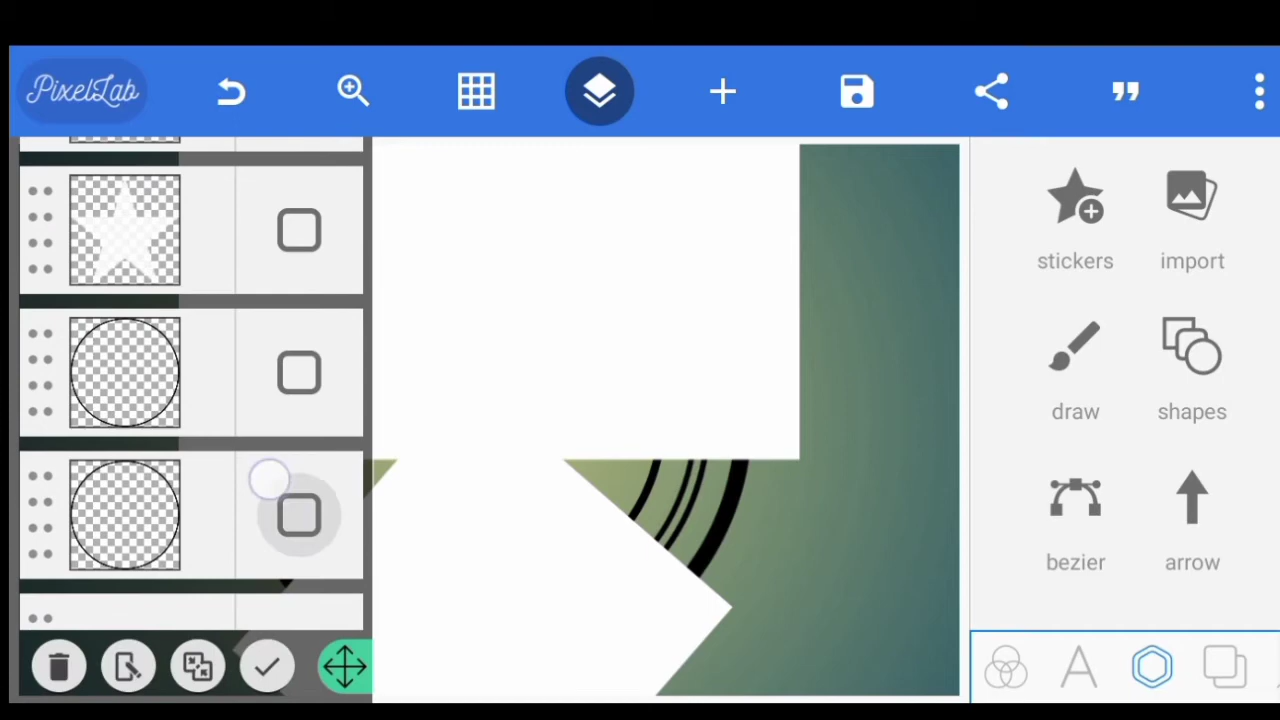 PixelLab
stickers
import
draw
shapes
bezier
arrow